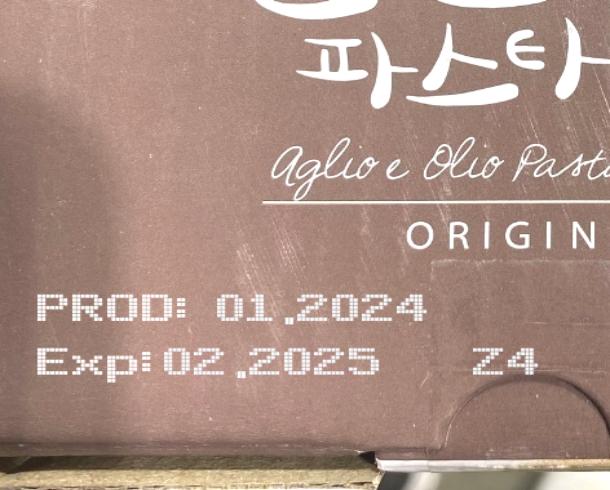 파스타
Aglio e Olio Pasta
ORIGIN
PROD: 01.2024
Exp: 02.2025 Z4